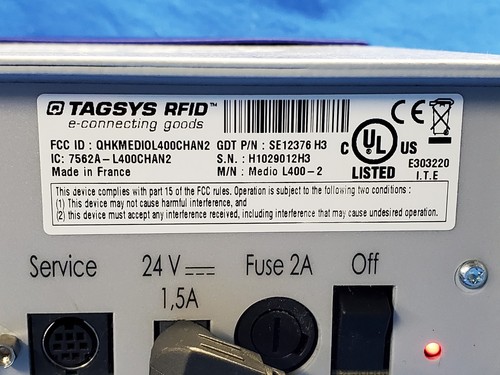 TAGSYS RFID™
e-connecting goods
FCC ID : QHKMEDIOL400CHAN2 GDT P/N : SE12376 H3
IC: 7562A-L400CHAN2 S.N. : H1029012H3
Made in France M/N : Medio L400-2
C UL US
LISTED
CE
E303220
I.T.E
This device complies with part 15 of the FCC rules. Operation is subject to the following two conditions :
(1) This device may not cause harmful interference, and
(2) this device must accept any interference received, including interference that may cause undesired operation.
Service 24 V Fuse 2A Off
1,5A